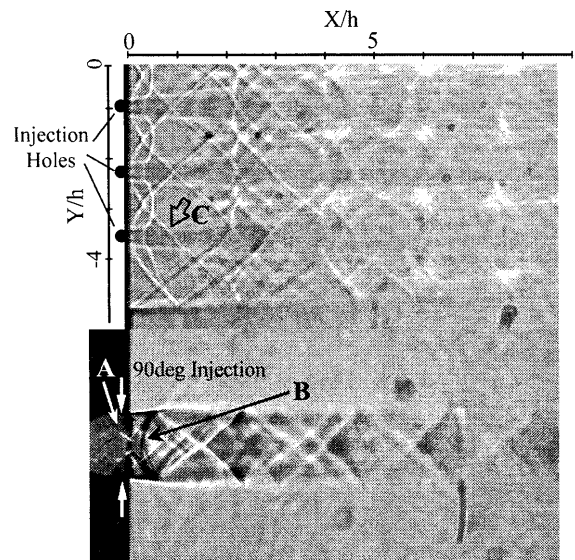 X/h
0 5
0
Injection
Holes
Y/h
C
-4
A
90deg Injection
B